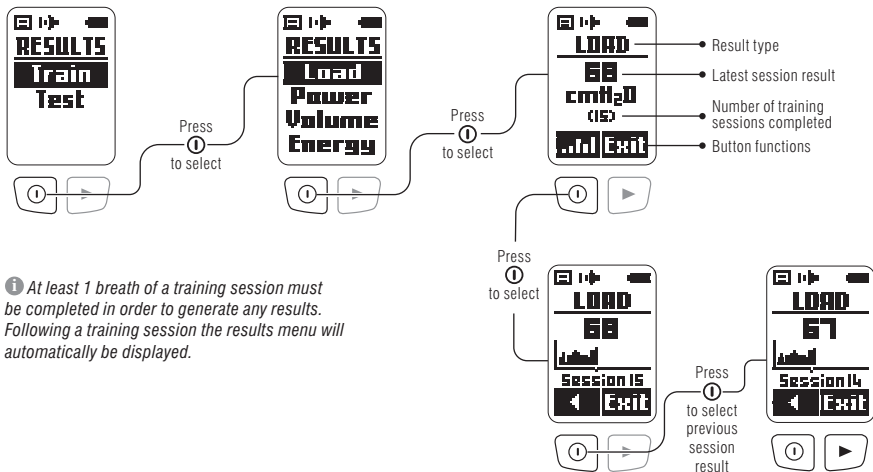 RESULTS
Train
Test
Press
to select
RESULTS
Load
Power
Volume
Energy
Press
to select
LOAD
68
cmH₂O
(15)
Exit
Result type
Latest session result
Number of training
sessions completed
Button functions
At least 1 breath of a training session must
be completed in order to generate any results.
Following a training session the results menu will
automatically be displayed.
Press
to select
LOAD
68
Session 15
Exit
Press
to select
previous
session
result
LOAD
67
Session 14
Exit